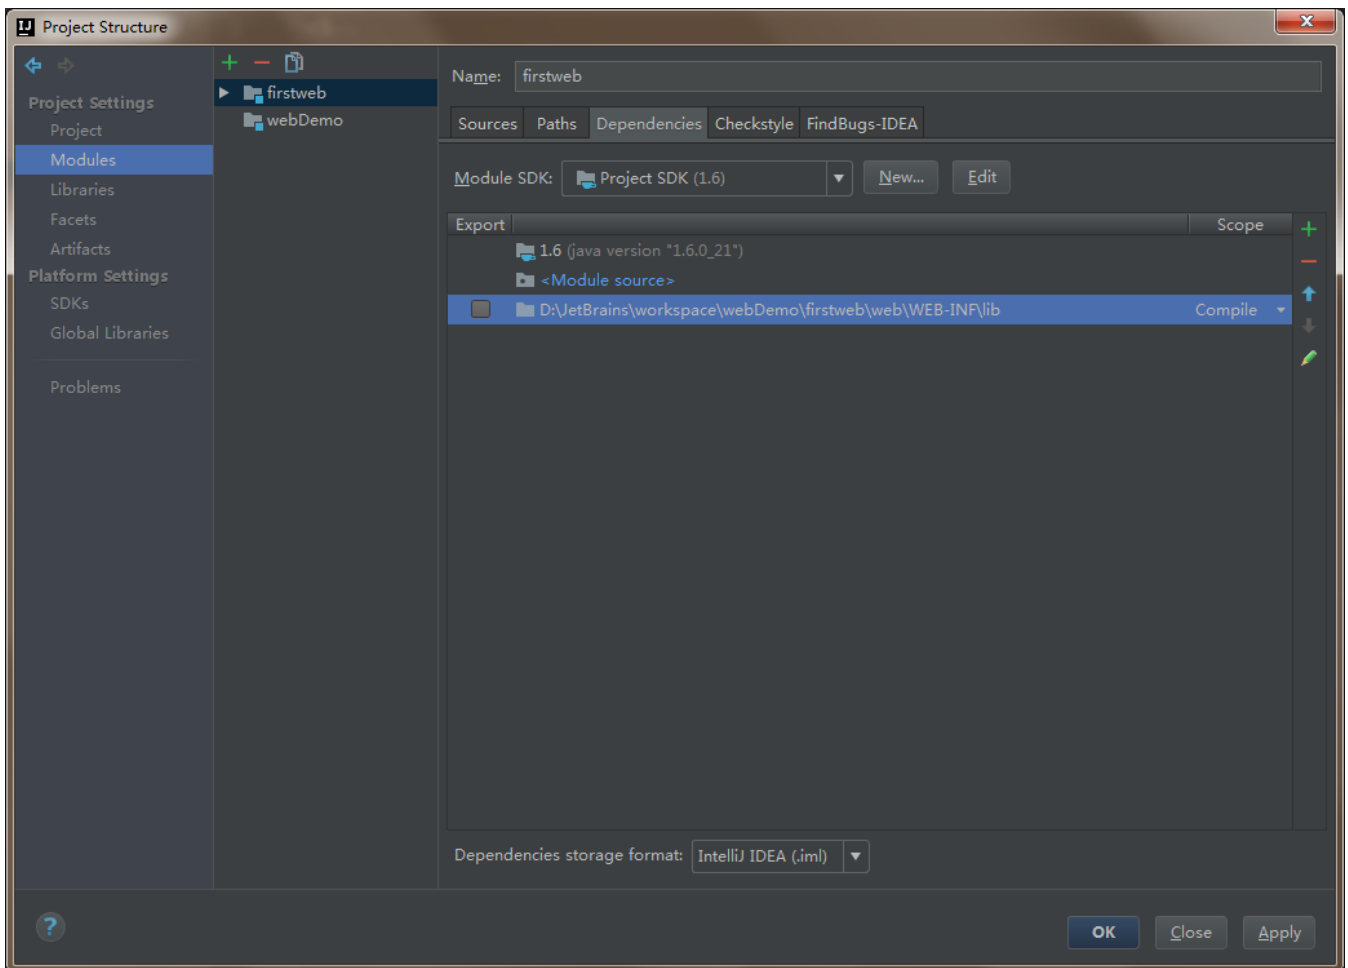 Project Structure
Project Settings
Project
Modules
Libraries
Facets
Artifacts
Platform Settings
SDKs
Global Libraries
Problems
firstweb
webDemo
Name: firstweb
Sources Paths Dependencies Checkstyle FindBugs-IDEA
Module SDK: Project SDK (1.6) New... Edit
Export Scope
1.6 (java version "1.6.0_21")
<Module source>
D:\JetBrains\workspace\webDemo\firstweb\web\WEB-INF\lib Compile
Dependencies storage format: IntelliJ IDEA (.iml)
? OK Close Apply